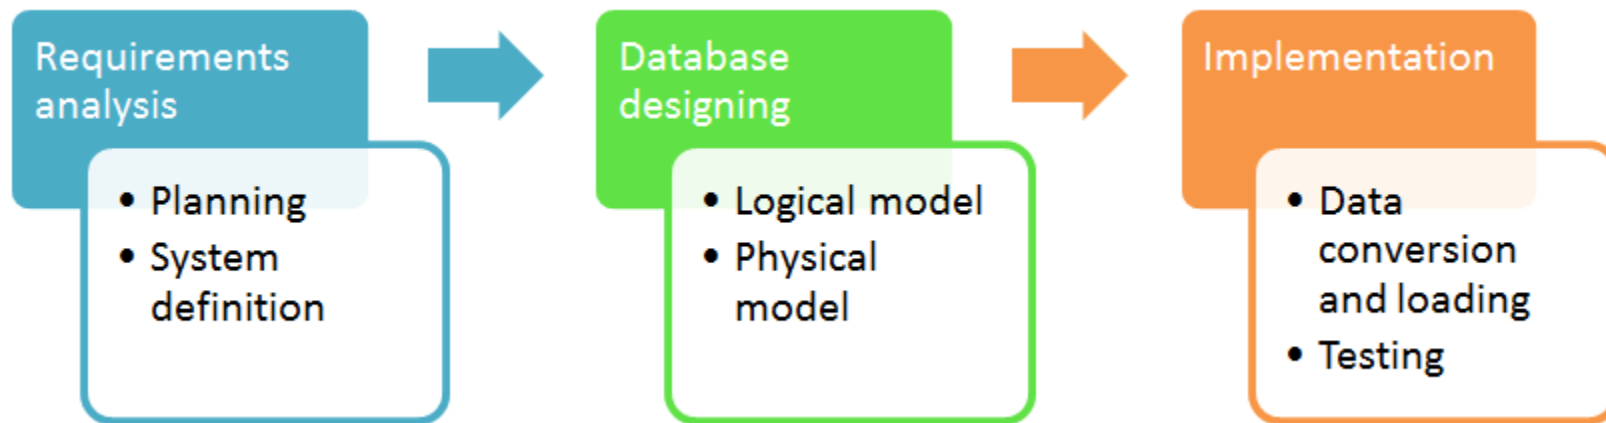 Requirements
analysis
• Planning
• System
definition
Database
designing
• Logical model
• Physical
model
Implementation
• Data
conversion
and loading
• Testing